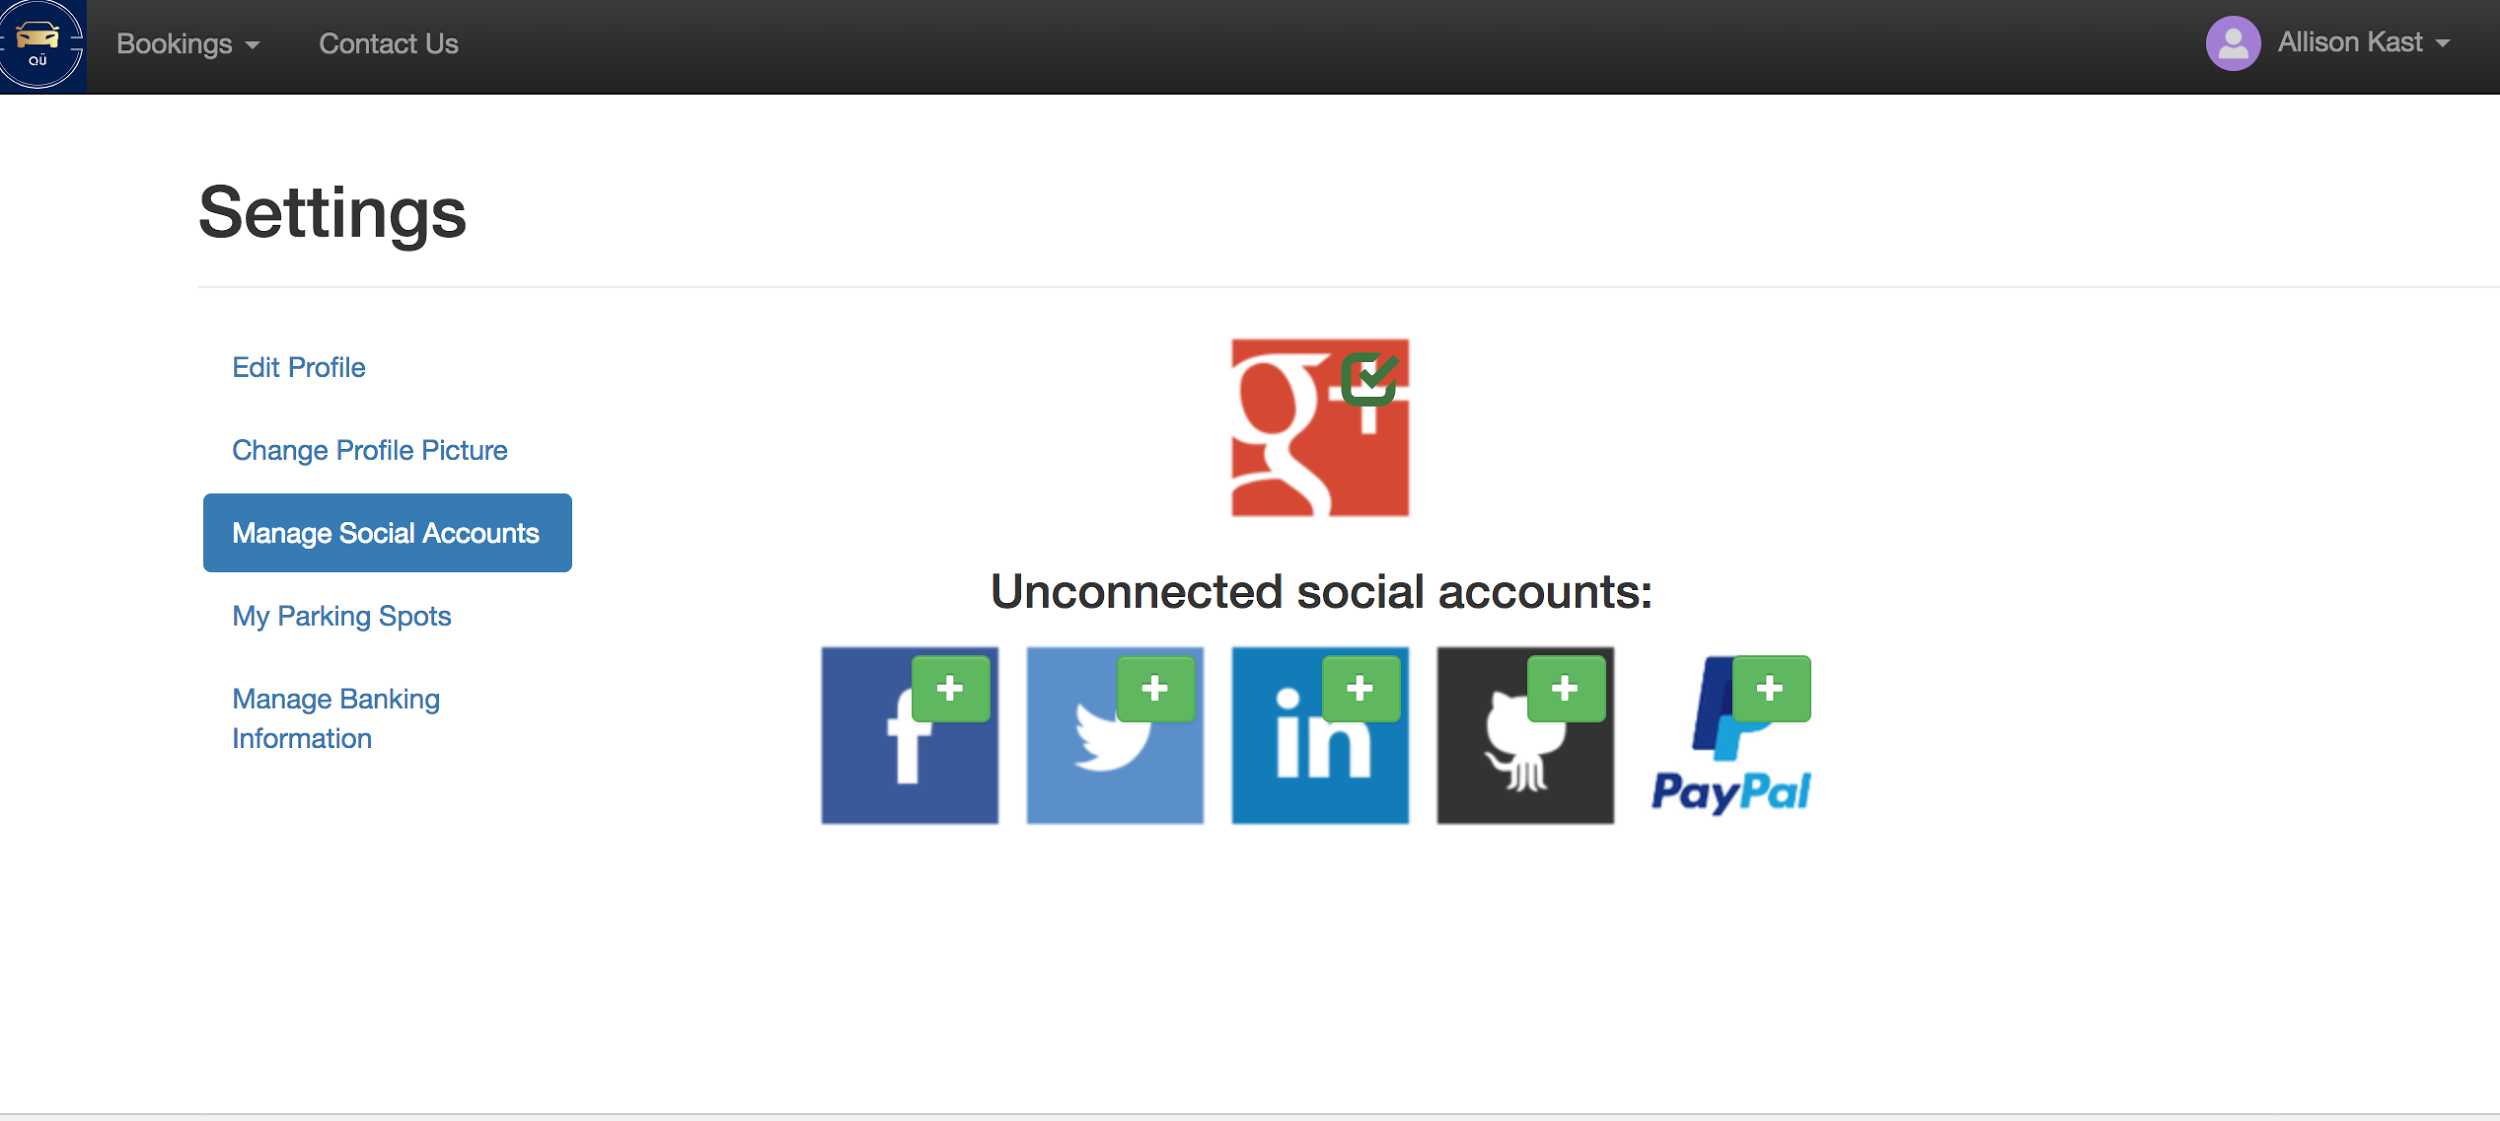 QÜ
Bookings
Contact Us
Allison Kast
Settings
Edit Profile
Change Profile Picture
Manage Social Accounts
My Parking Spots
Manage Banking
Information
g+
Unconnected social accounts:
f
in
PayPal